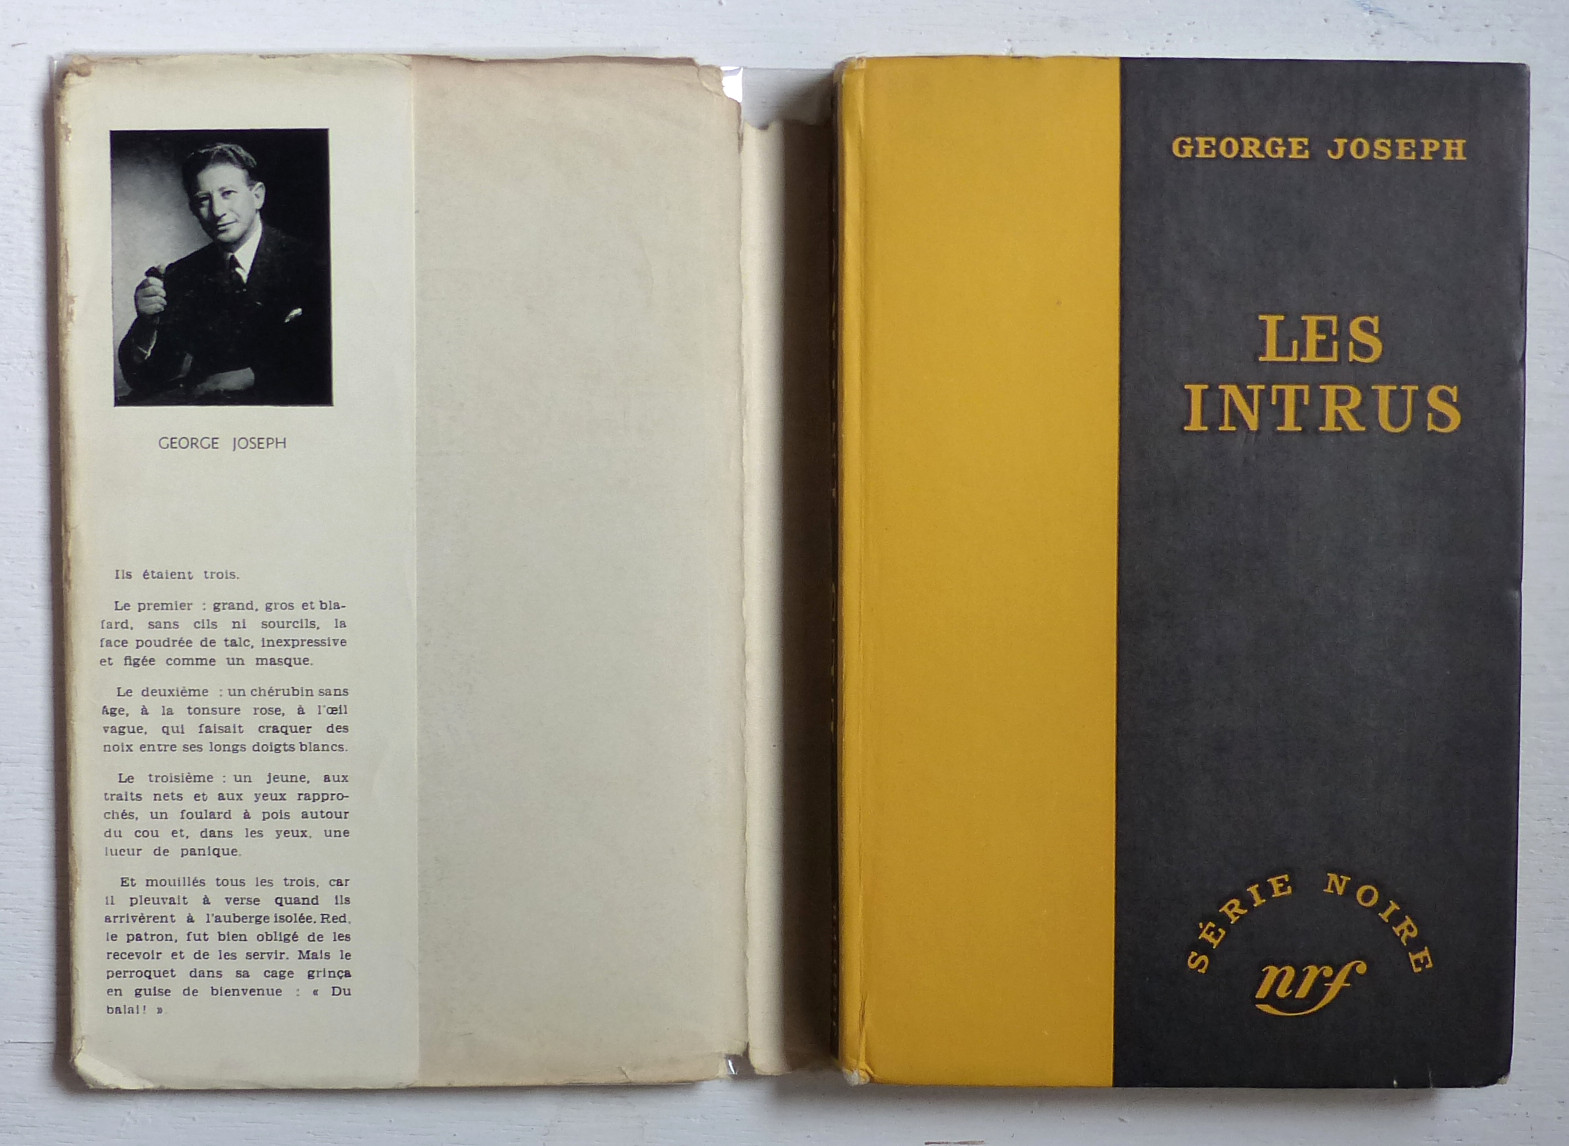 GEORGE JOSEPH
Ils étaient trois.
Le premier : grand, gros et bla-
fard, sans cils ni sourcils, la
face poudrée de talc, inexpressive
et figée comme un masque.
Le deuxième : un chérubin sans
âge, à la tonsure rose, à l'œil
vague, qui faisait craquer des
noix entre ses longs doigts blancs.
Le troisième : un jeune, aux
traits nets et aux yeux rappro-
chés, un foulard à pois autour
du cou et, dans les yeux, une
lueur de panique.
Et mouillés tous les trois, car
il pleuvait à verse quand ils
arrivèrent à l'auberge isolée. Red,
le patron, fut bien obligé de les
recevoir et de les servir. Mais le
perroquet dans sa cage grinça
en guise de bienvenue : « Du
balai! »
GEORGE JOSEPH
LES
INTRUS
SÉRIE NOIRE
nrf